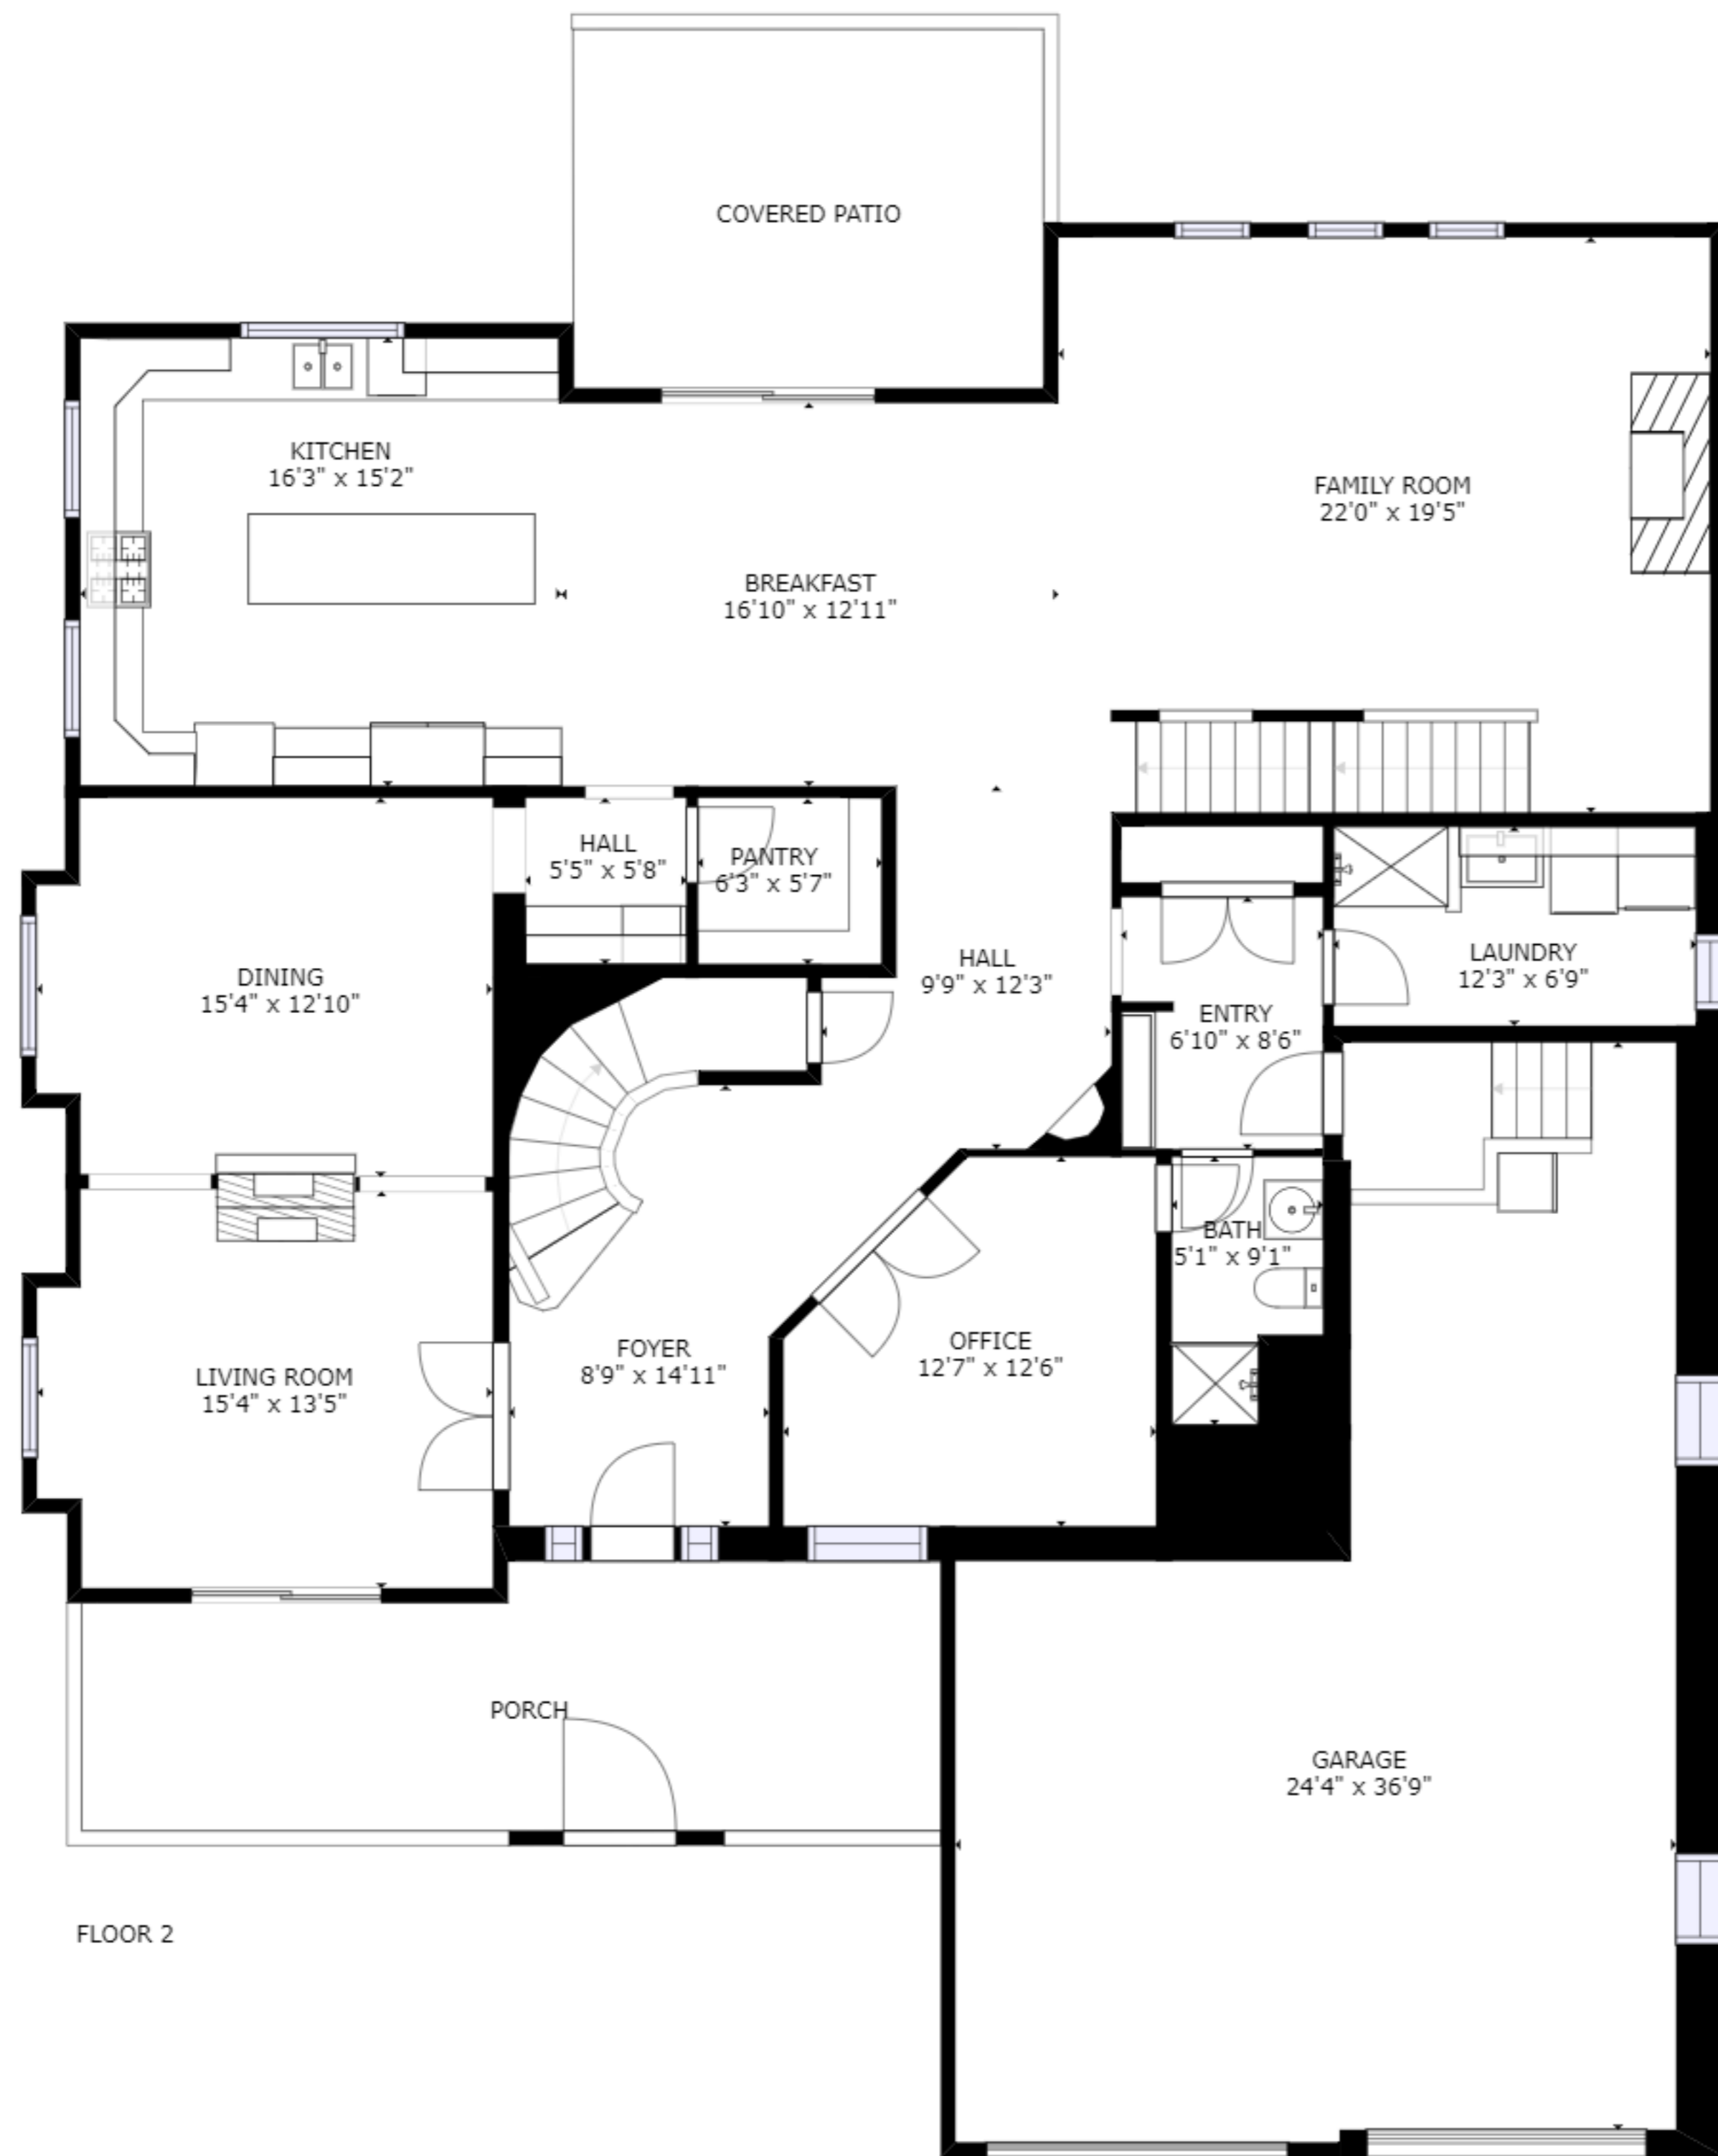 COVERED PATIO
KITCHEN
16'3" x 15'2"
FAMILY ROOM
22'0" x 19'5"
BREAKFAST
16'10" x 12'11"
HALL
5'5" x 5'8"
PANTRY
6'3" x 5'7"
DINING
15'4" x 12'10"
HALL
9'9" x 12'3"
LAUNDRY
12'3" x 6'9"
ENTRY
6'10" x 8'6"
BATH
5'1" x 9'1"
LIVING ROOM
15'4" x 13'5"
FOYER
8'9" x 14'11"
OFFICE
12'7" x 12'6"
PORCH
GARAGE
24'4" x 36'9"
FLOOR 2